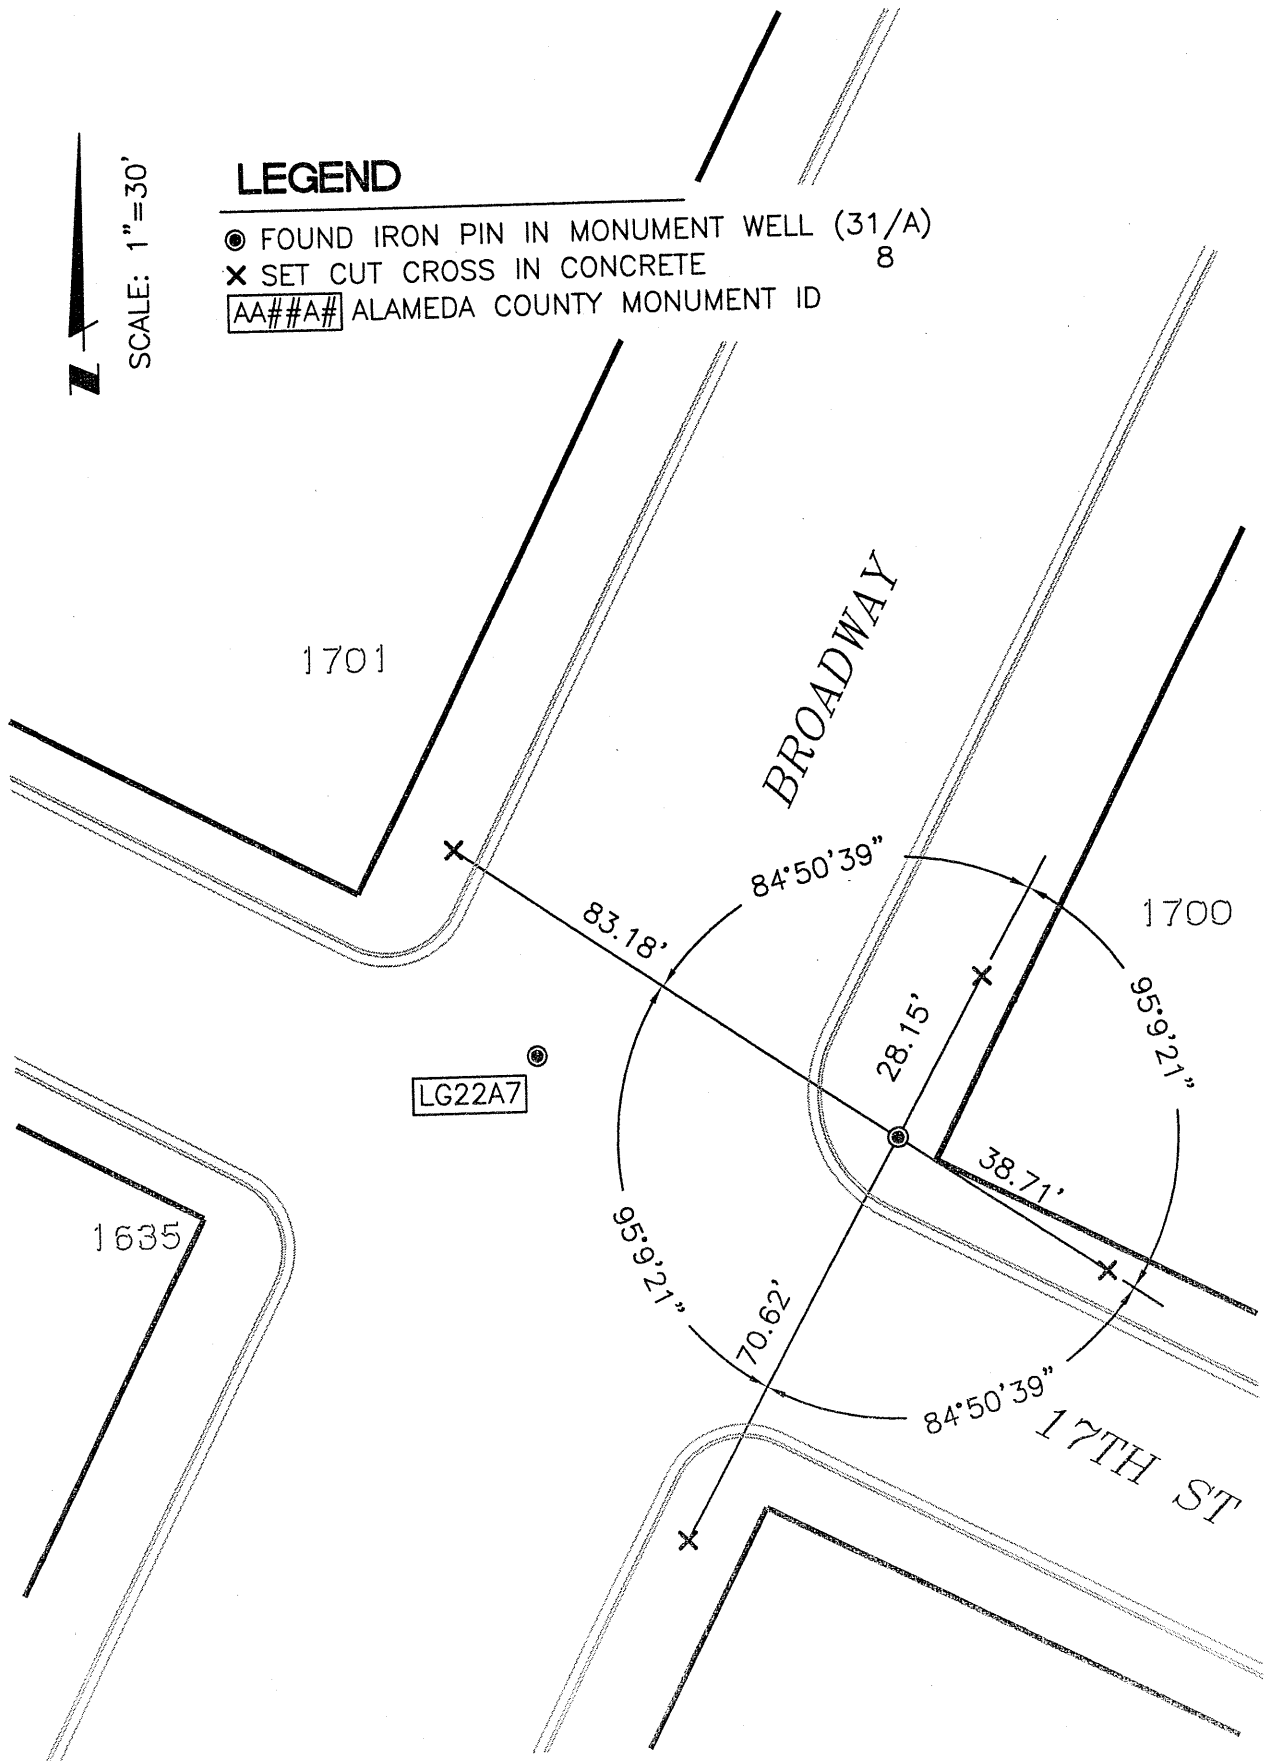 LEGEND
FOUND IRON PIN IN MONUMENT WELL (31/A)
8
SET CUT CROSS IN CONCRETE
AA##A# ALAMEDA COUNTY MONUMENT ID
SCALE: 1"=30'
N
1701
BROADWAY
84°50'39"
83.18'
1700
28.15'
95°9'21"
LG22A7
38.71'
1635
95°9'21"
70.62'
84°50'39"
17TH ST